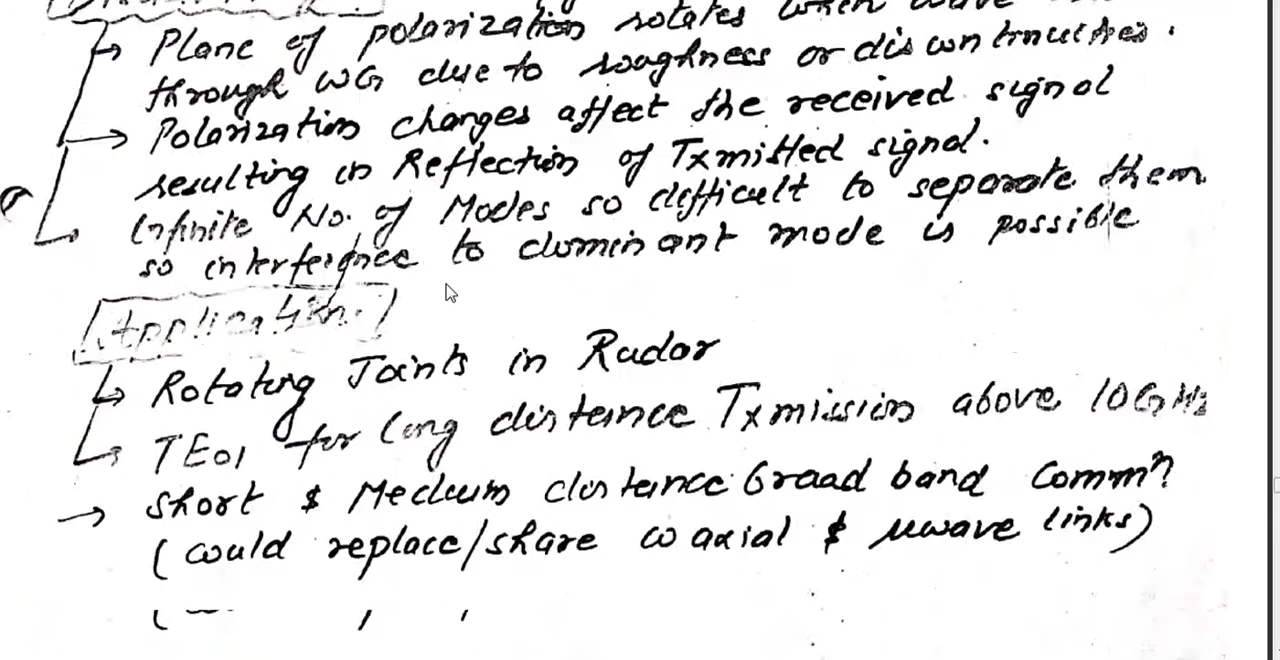 Plane of polarization rotates when wave
through WG due to roughness or discontinuities.
Polarization changes affect the received signal
resulting in Reflection of Txmitted signal.
Infinite No. of Modes so difficult to separate them
so interference to dominant mode is possible
Application
Rotating Joints in Radar
TE01 for long distance Txmission above 10GHz
Short & Medium distance Broad band Commn
(could replace/share coaxial & μwave links)